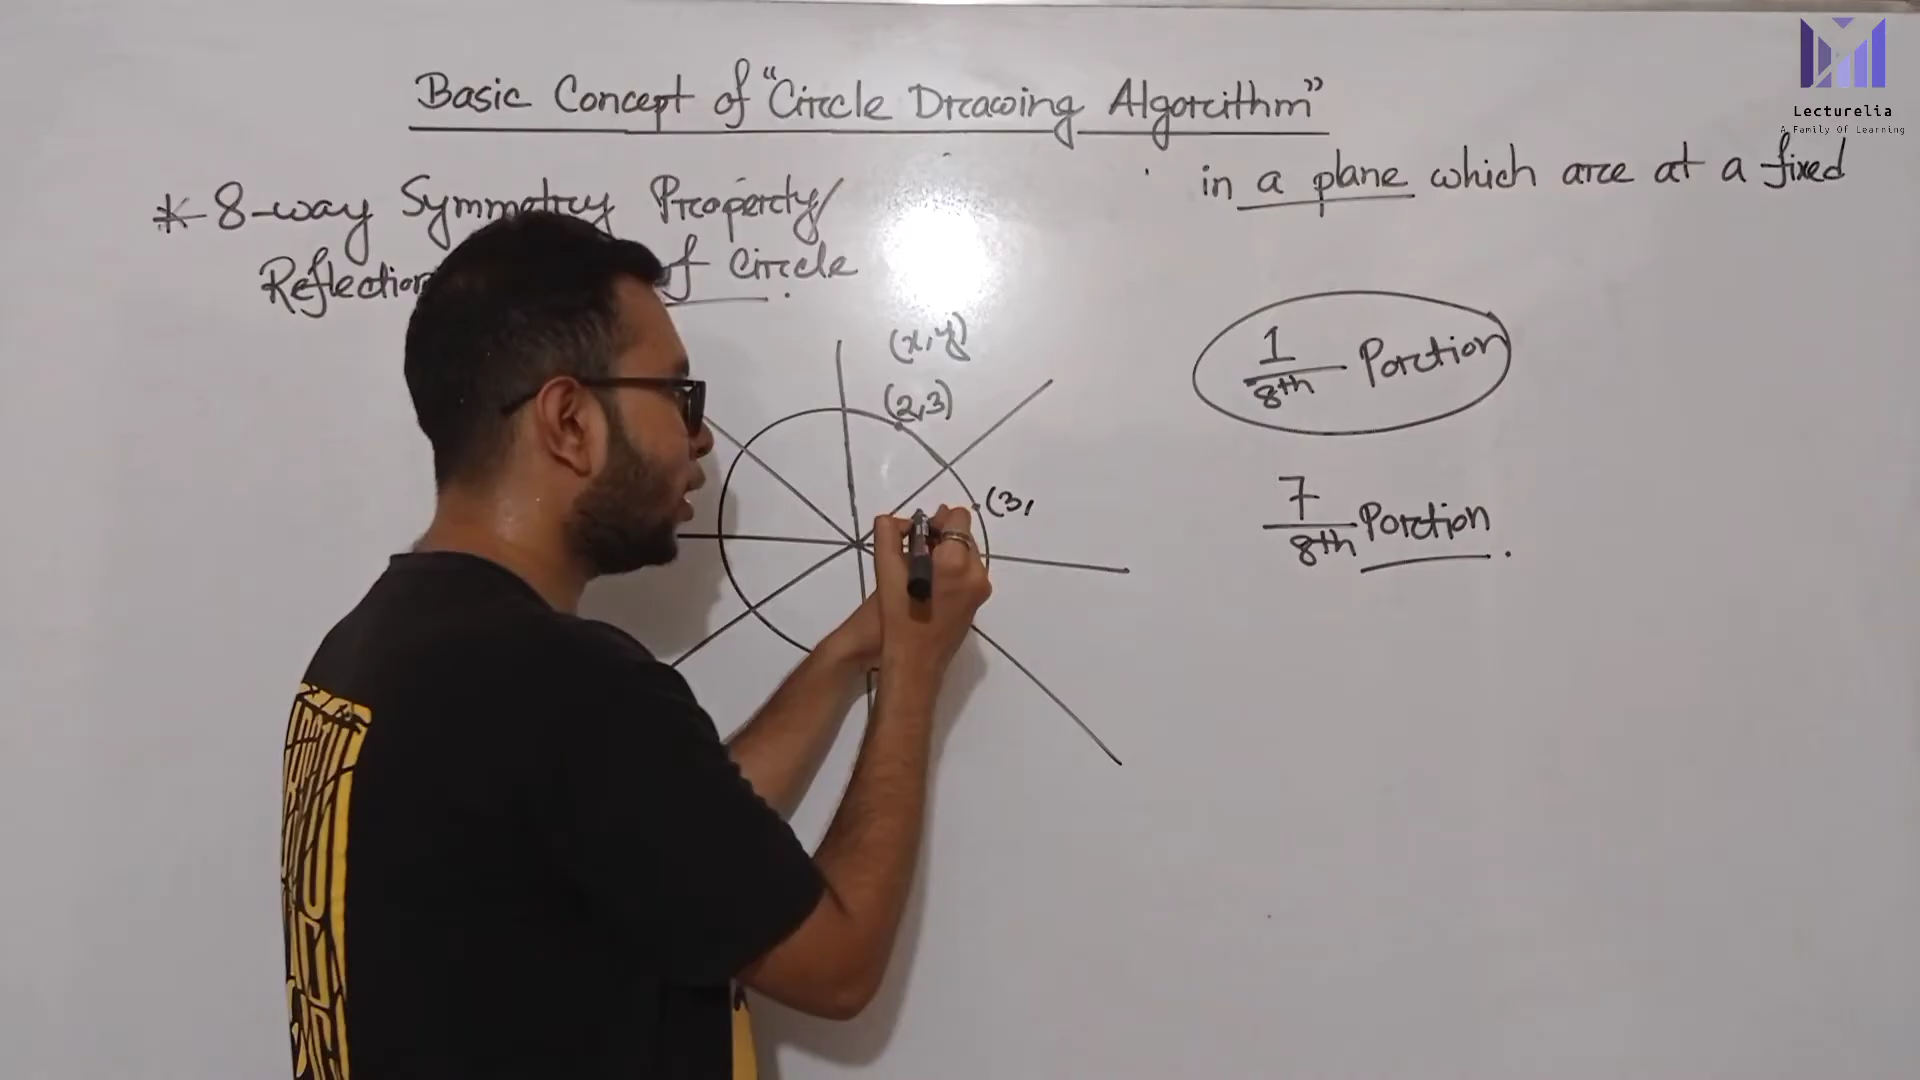 Basic Concept of “Circle Drawing Algorithm”
in a plane which are at a fixed
* 8-way Symmetry Property/
Reflection of Circle.
(x,y)
(2,3)
(3,
1/8th Portion
7/8th Portion.
Lecturelia
A Family Of Learning